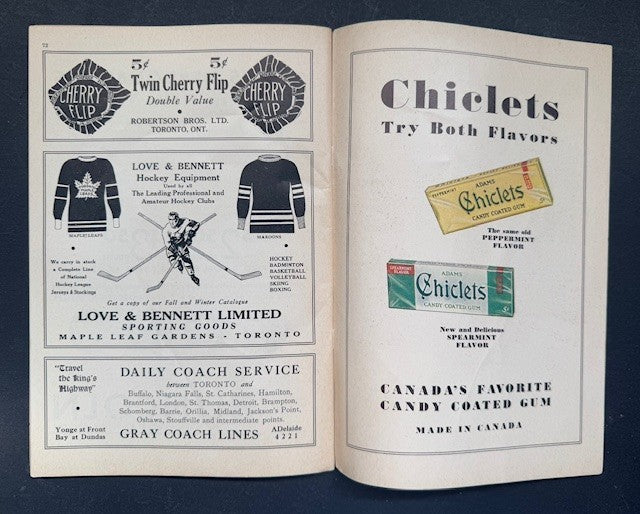 72
5¢ 5¢
CHERRY FLIP
Twin Cherry Flip
CHERRY FLIP
Double Value
ROBERTSON BROS. LTD.
TORONTO, ONT.
LOVE & BENNETT
Hockey Equipment
Used by all
The Leading Professional and
Amateur Hockey Clubs
MAPLE LEAFS
MAROONS
We carry in stock
a Complete Line
of National
Hockey League
Jerseys & Stockings
HOCKEY
BADMINTON
BASKETBALL
VOLLEYBALL
SKIING
BOXING
Get a copy of our Fall and Winter Catalogue
LOVE & BENNETT LIMITED
SPORTING GOODS
MAPLE LEAF GARDENS - TORONTO
"Travel
the King's
Highway"
Yonge at Front
Bay at Dundas
DAILY COACH SERVICE
between TORONTO and
Buffalo, Niagara Falls, St. Catharines, Hamilton,
Brantford, London, St. Thomas, Detroit, Brampton,
Schomberg, Barrie, Orillia, Midland, Jackson's Point,
Oshawa, Stouffville and intermediate points.
GRAY COACH LINES
ADelaide
4221
Chiclets
Try Both Flavors
PEPPERMINT
ADAMS
Chiclets
CANDY COATED GUM
The same old
PEPPERMINT
FLAVOR
SPEARMINT
FLAVOR
ADAMS
Chiclets
CANDY COATED GUM
5¢
New and Delicious
SPEARMINT
FLAVOR
CANADA'S FAVORITE
CANDY COATED GUM
MADE IN CANADA